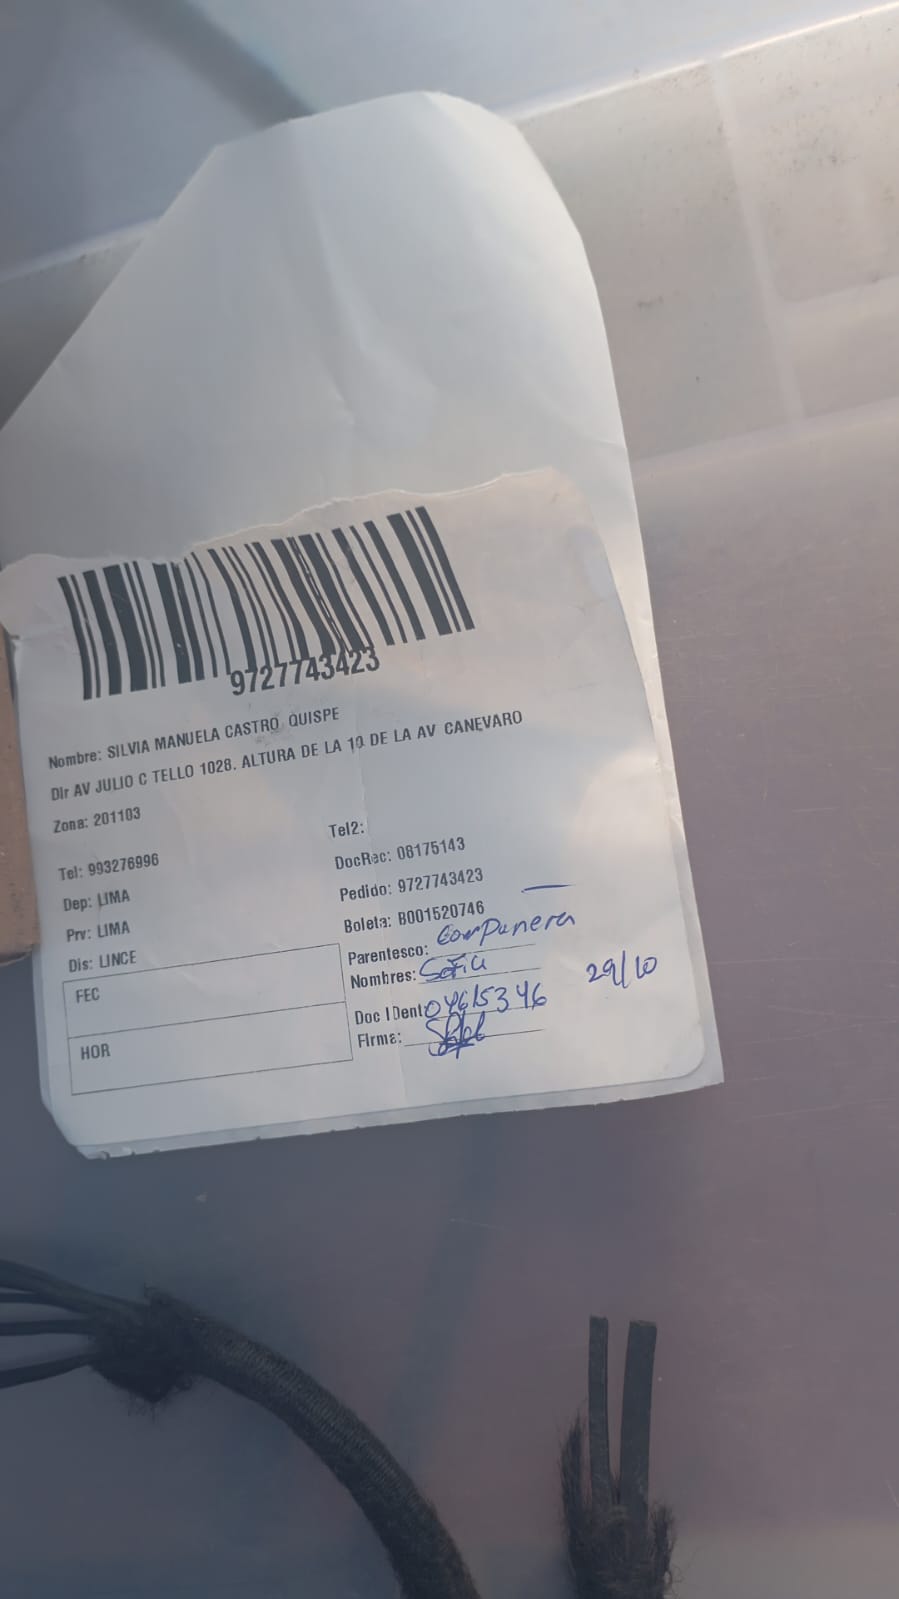 9727743423
Nombre: SILVIA MANUELA CASTRO QUISPE
Dir AV JULIO C TELLO 1028. ALTURA DE LA 10 DE LA AV CANEVARO
Zona: 201103
Tel2:
Tel: 993276996
DocRec: 08175143
Dep: LIMA
Pedido: 9727743423
Prv: LIMA
Boleta: B001520746
Dis: LINCE
Parentesco: Companera
FEC
Nombres: Sofia
29/10
Doc IDent: 04615346
HOR
Firma: